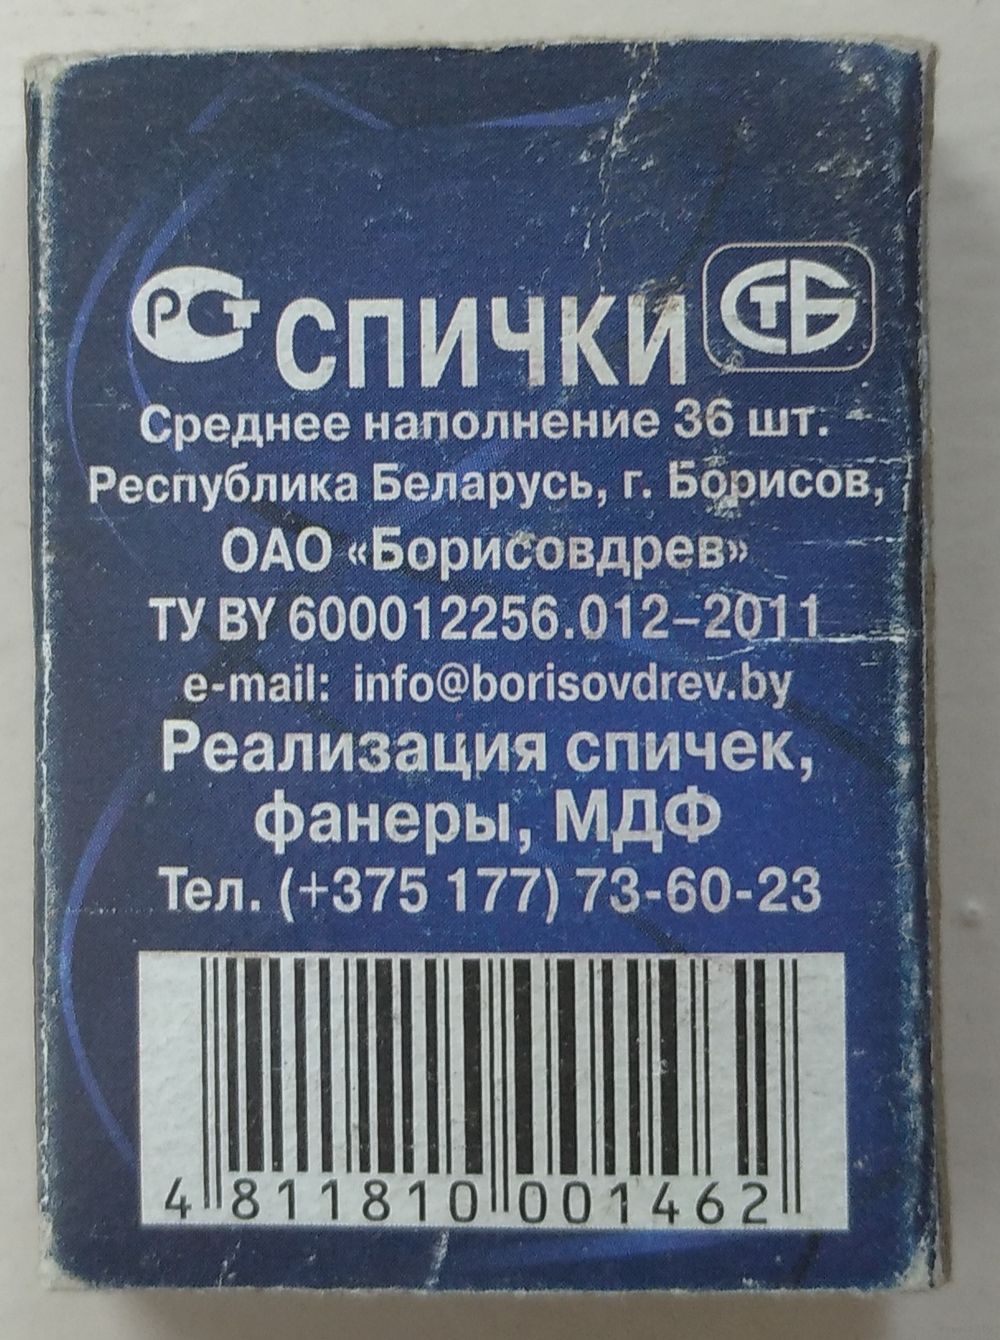 РСТ СПИЧКИ СТБ
Среднее наполнение 36 шт.
Республика Беларусь, г. Борисов,
ОАО «Борисовдрев»
ТУ BY 600012256.012–2011
e-mail: info@borisovdrev.by
Реализация спичек,
фанеры, МДФ
Тел. (+375 177) 73-60-23
4 811810 001462